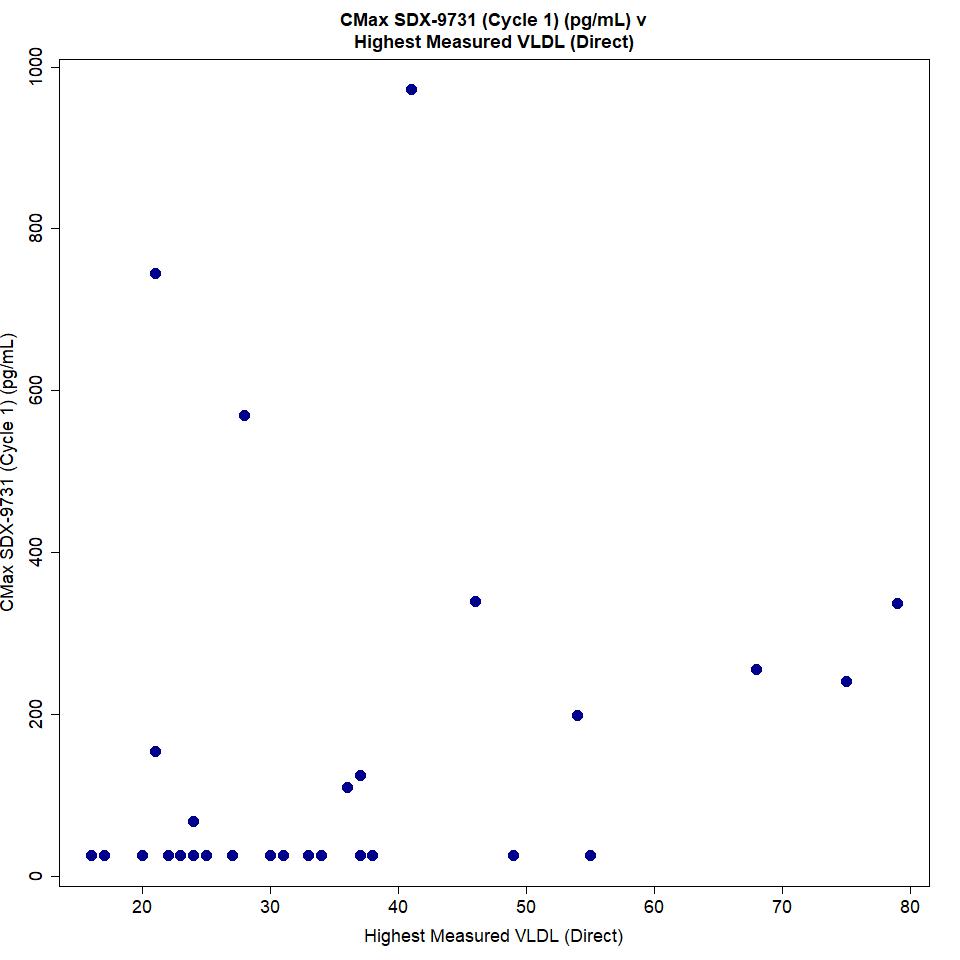 CMax SDX-9731 (Cycle 1) (pg/mL) v
Highest Measured VLDL (Direct)
1000
800
600
400
200
0
CMax SDX-9731 (Cycle 1) (pg/mL)
20 30 40 50 60 70 80
Highest Measured VLDL (Direct)